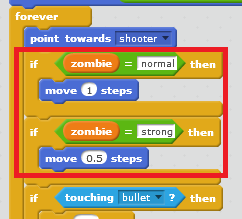 forever
point towards shooter
if zombie = normal then
move 1 steps
if zombie = strong then
move 0.5 steps
if touching bullet ? then